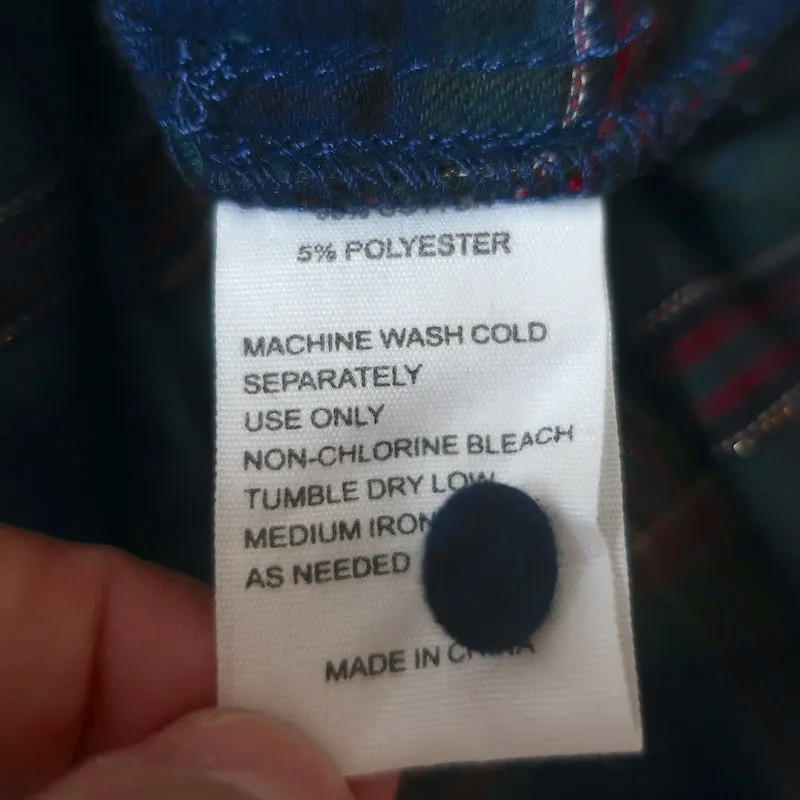 5% POLYESTER
MACHINE WASH COLD
SEPARATELY
USE ONLY
NON-CHLORINE BLEACH
TUMBLE DRY LOW
MEDIUM IRON
AS NEEDED
MADE IN CHINA